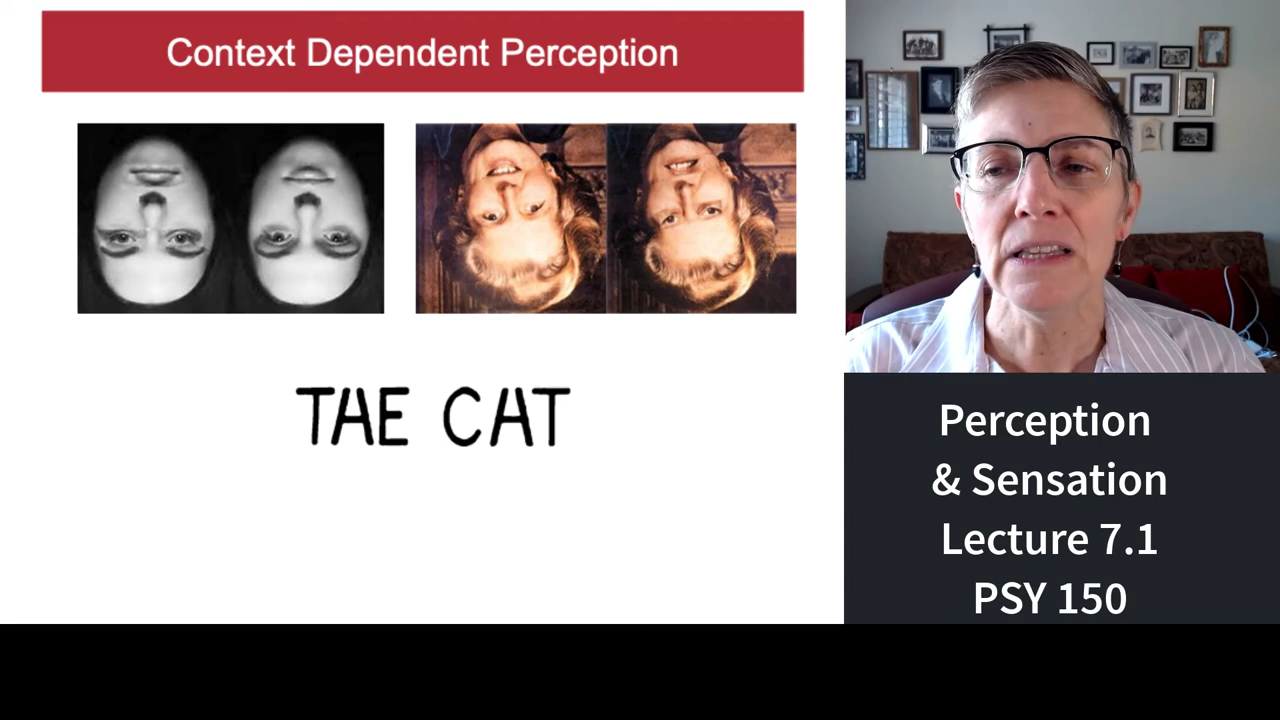 Context Dependent Perception
TAE CAT
Perception
& Sensation
Lecture 7.1
PSY 150